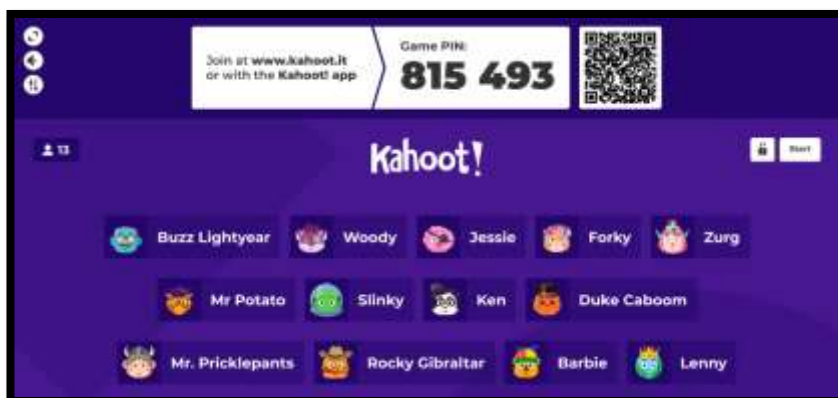 Join at www.kahoot.it
or with the Kahoot! app
Game PIN:
815 493
13
Kahoot!
Start
Buzz Lightyear Woody Jessie Forky Zurg
Mr Potato Slinky Ken Duke Caboom
Mr. Pricklepants Rocky Gibraltar Barbie Lenny